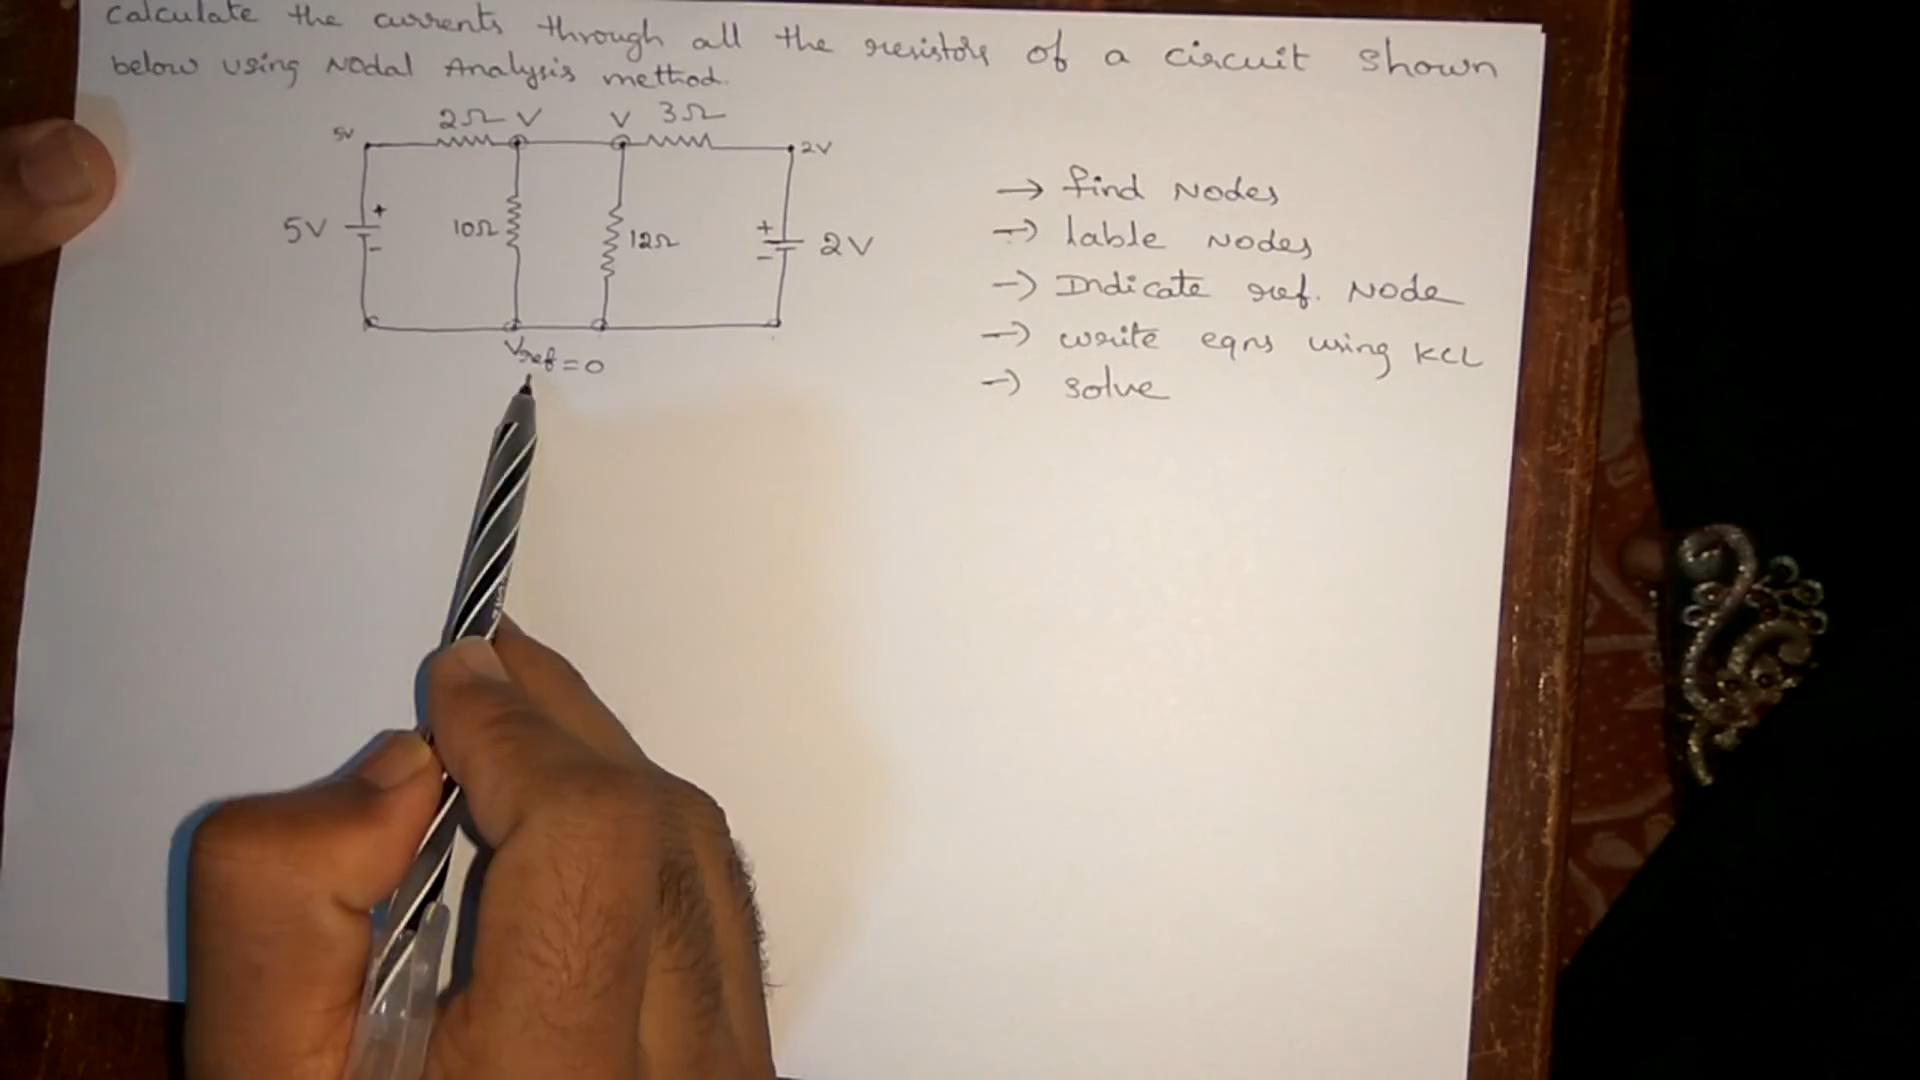 calculate the currents through all the resistors of a circuit shown
below using Nodal Analysis method.
2Ω V V 3Ω
5V 2V
5V 10Ω 12Ω 2V
+ -
+ -
Vref = 0
→ find Nodes
→ lable Nodes
→ Indicate ref. Node
→ write eqns using KCL
→ solve